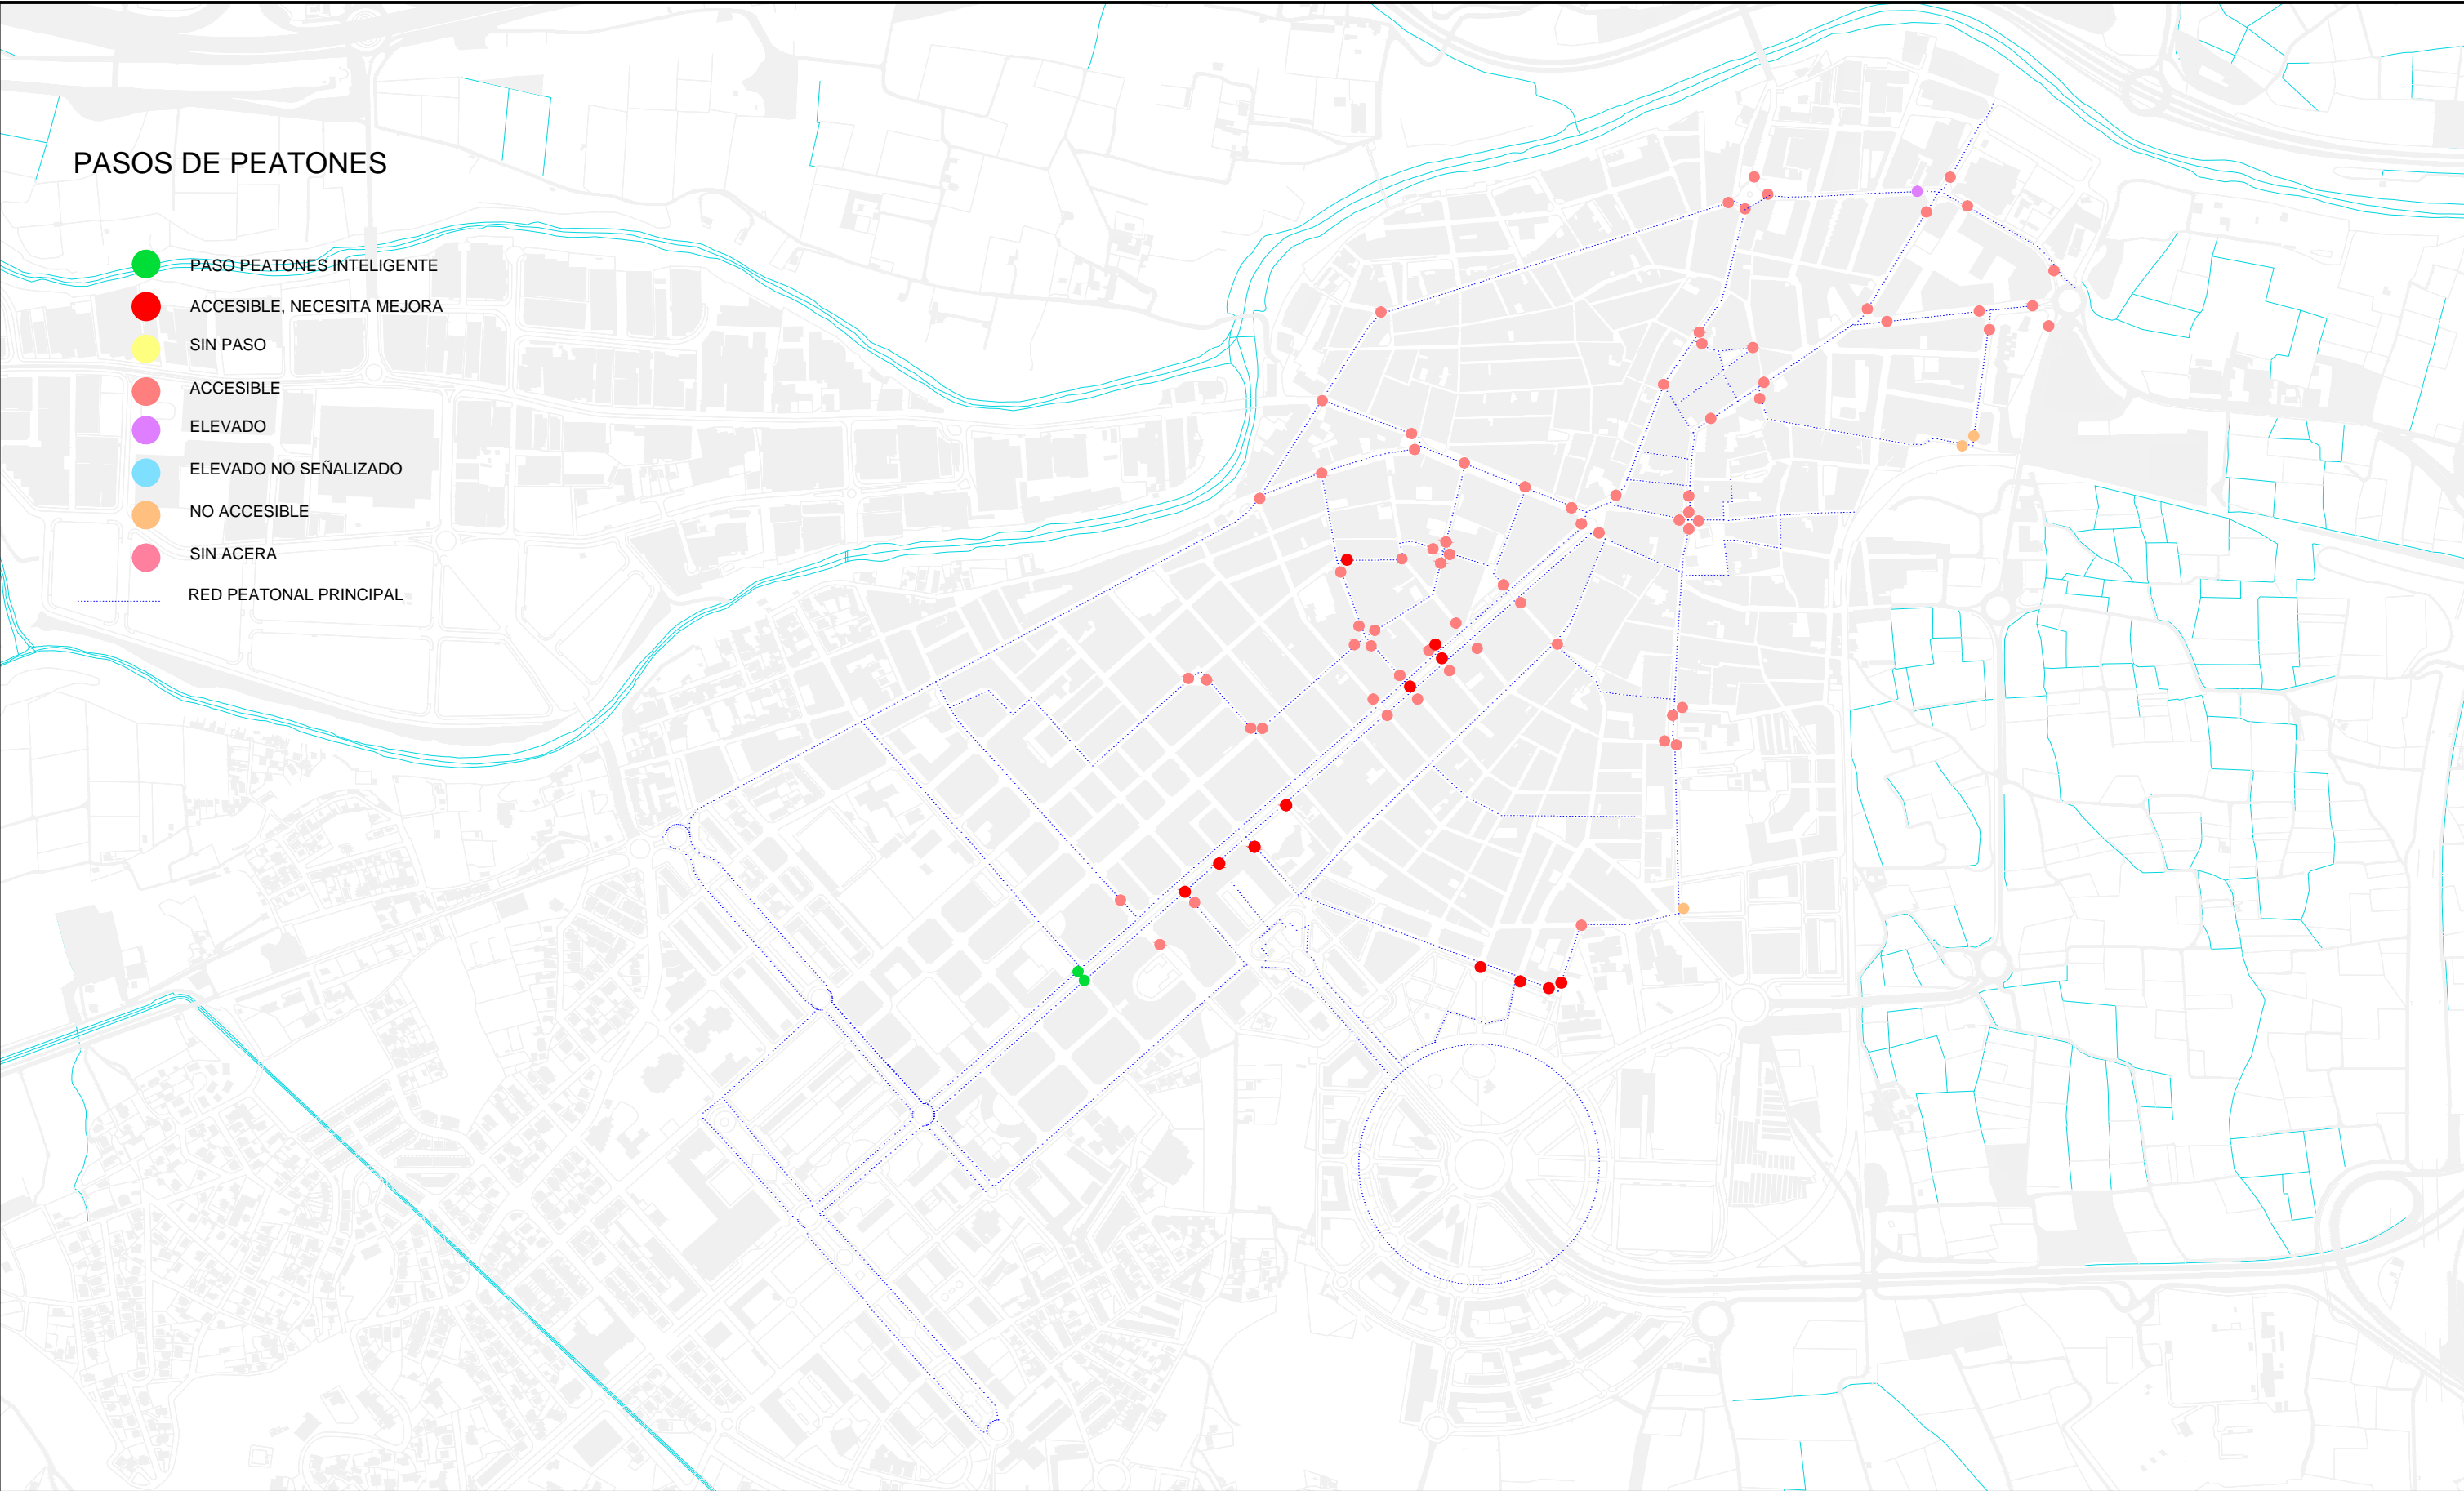 PASOS DE PEATONES
PASO PEATONES INTELIGENTE
ACCESIBLE, NECESITA MEJORA
SIN PASO
ACCESIBLE
ELEVADO
ELEVADO NO SEÑALIZADO
NO ACCESIBLE
SIN ACERA
RED PEATONAL PRINCIPAL